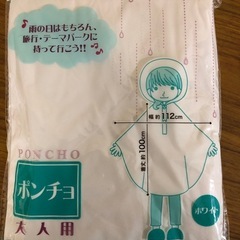 雨の日はもちろん、
旅行・テーマパークに
持って行こう!!
PONCHO
ポンチョ
大人用
幅約112cm
着丈約100cm
ホワイト